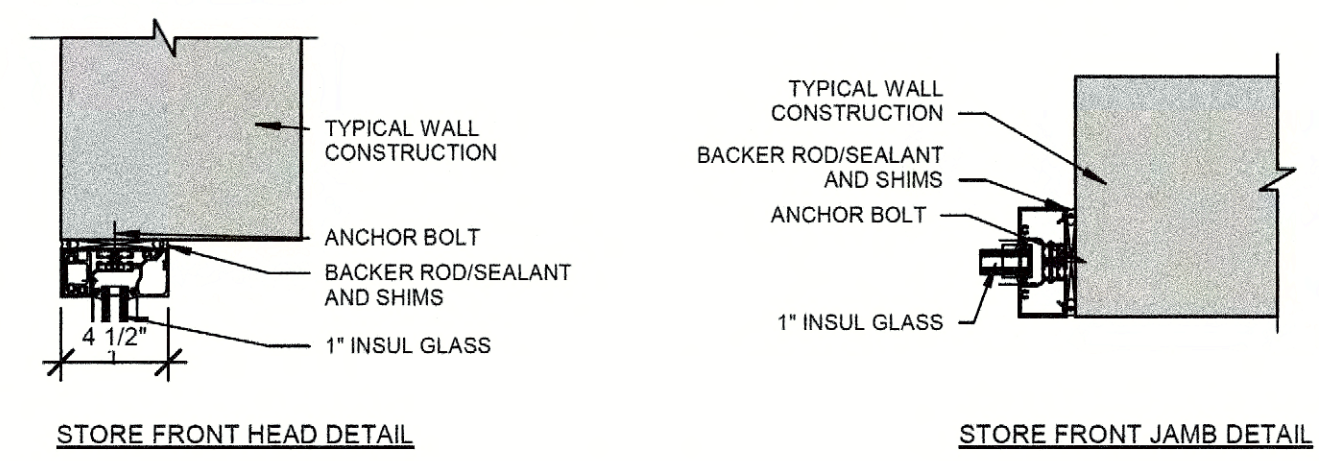 TYPICAL WALL
CONSTRUCTION
ANCHOR BOLT
BACKER ROD/SEALANT
AND SHIMS
4 1/2"
1" INSUL GLASS
STORE FRONT HEAD DETAIL
TYPICAL WALL
CONSTRUCTION
BACKER ROD/SEALANT
AND SHIMS
ANCHOR BOLT
1" INSUL GLASS
STORE FRONT JAMB DETAIL